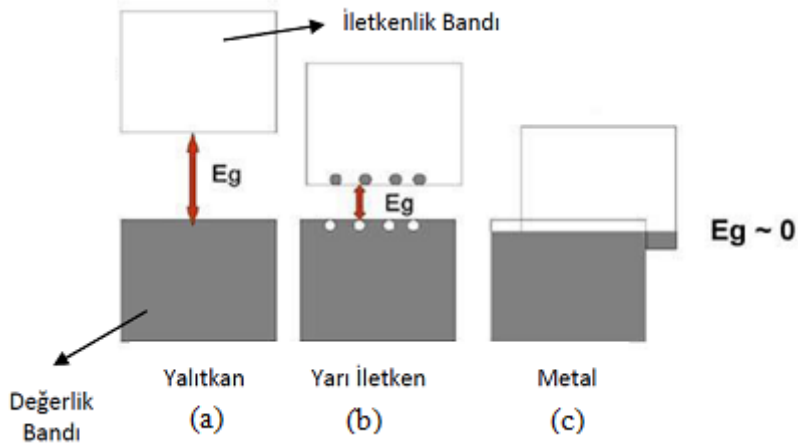 İletkenlik Bandı
Eg
Eg
Eg ~ 0
Yalıtkan
Yarı İletken
Metal
Değerlik
Bandı
(a)
(b)
(c)